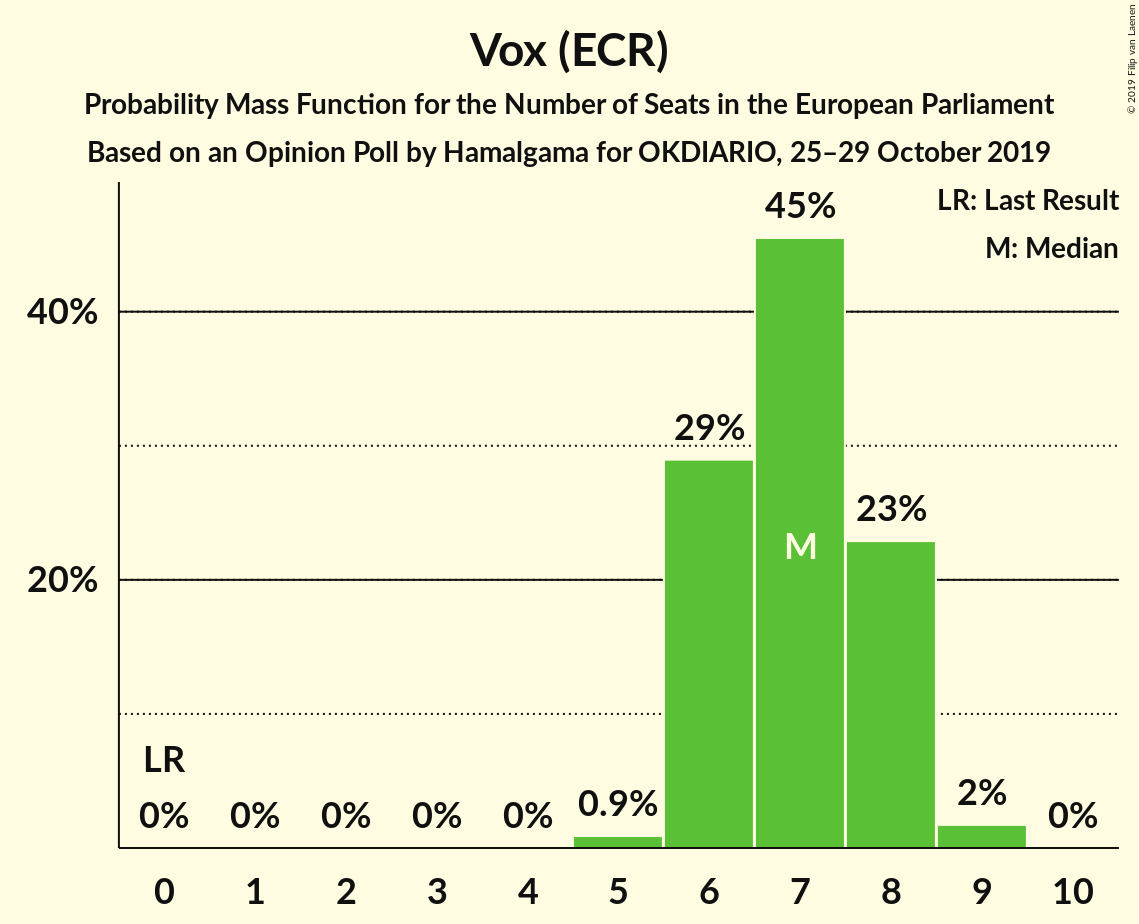 Vox (ECR)
Probability Mass Function for the Number of Seats in the European Parliament
Based on an Opinion Poll by Hamalgama for OKDIARIO, 25–29 October 2019
© 2019 Filip van Laenen
LR: Last Result
M: Median
45%
40%
29%
23%
M
20%
LR
0% 0% 0% 0% 0% 0.9% 2% 0%
0 1 2 3 4 5 6 7 8 9 10